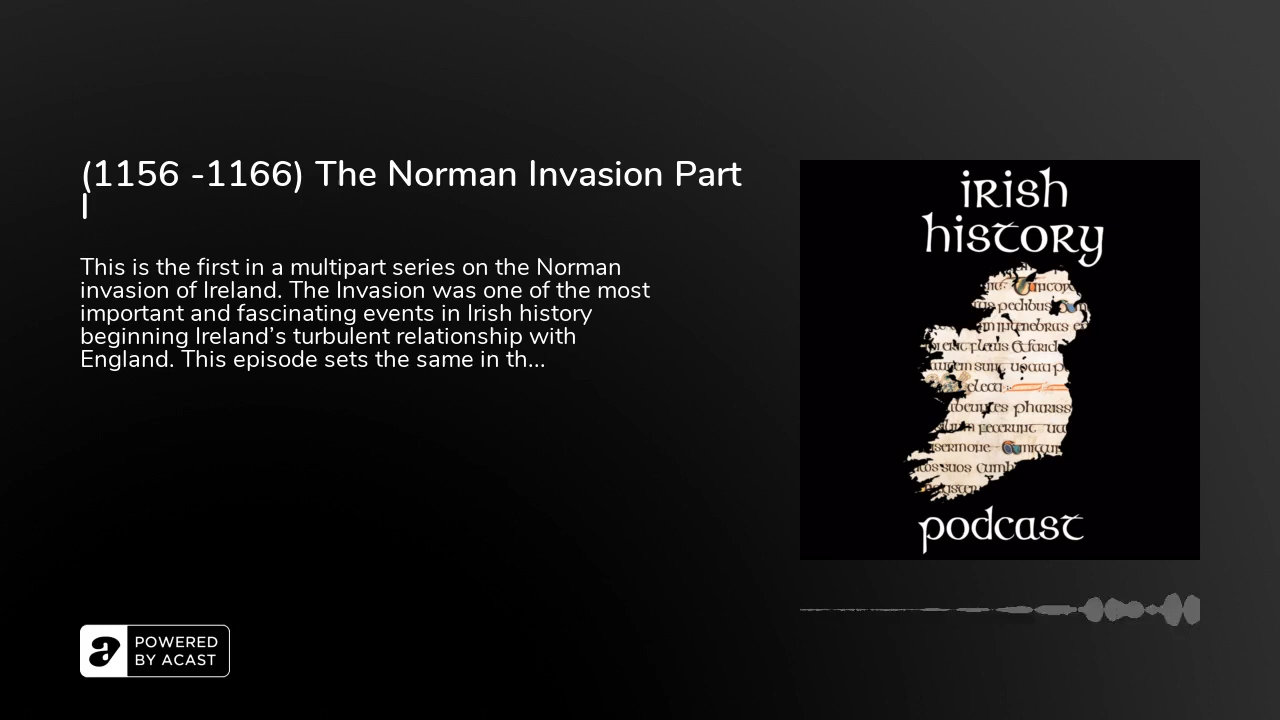 (1156 -1166) The Norman Invasion Part
I
This is the first in a multipart series on the Norman
invasion of Ireland. The Invasion was one of the most
important and fascinating events in Irish history
beginning Ireland’s turbulent relationship with
England. This episode sets the same in th...
irish
history
podcast
a POWERED
BY ACAST